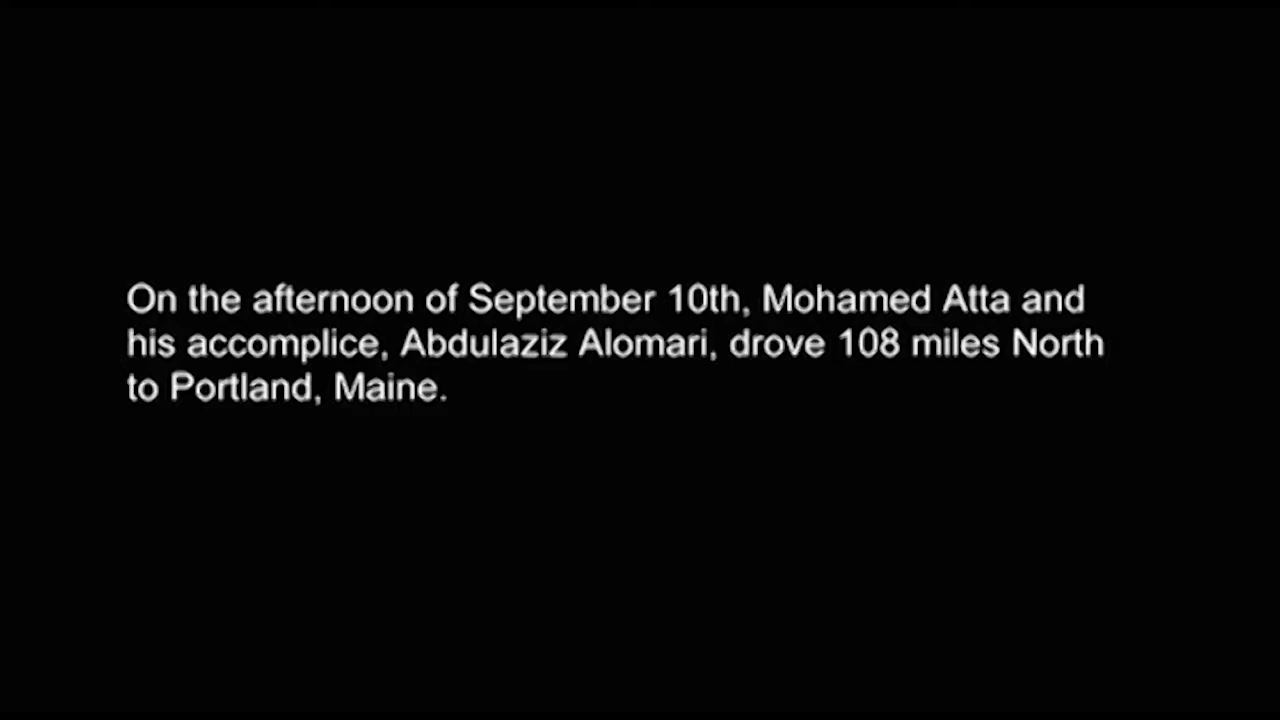 On the afternoon of September 10th, Mohamed Atta and
his accomplice, Abdulaziz Alomari, drove 108 miles North
to Portland, Maine.